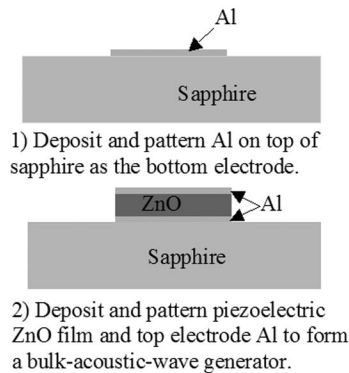 Al
Sapphire
1) Deposit and pattern Al on top of
sapphire as the bottom electrode.
ZnO
Al
Sapphire
2) Deposit and pattern piezoelectric
ZnO film and top electrode Al to form
a bulk-acoustic-wave generator.